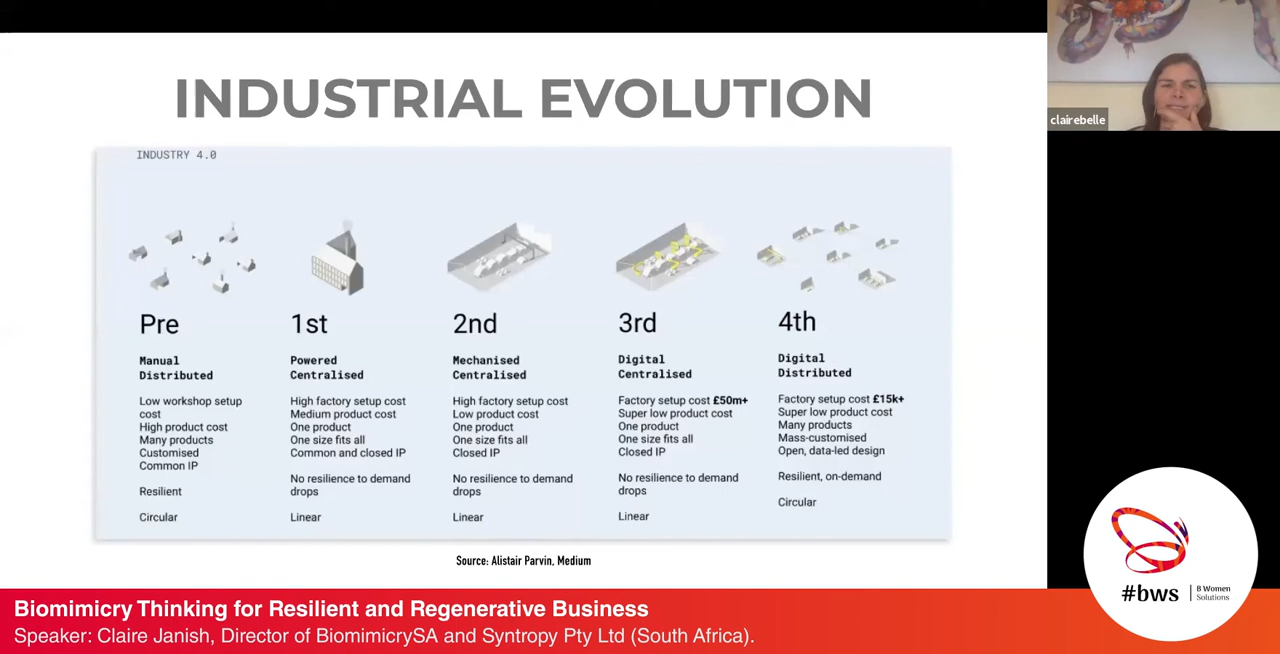 INDUSTRIAL EVOLUTION
INDUSTRY 4.0
Pre
Manual
Distributed
Low workshop setup
cost
High product cost
Many products
Customised
Common IP
Resilient
Circular
1st
Powered
Centralised
High factory setup cost
Medium product cost
One product
One size fits all
Common and closed IP
No resilience to demand
drops
Linear
2nd
Mechanised
Centralised
High factory setup cost
Low product cost
One product
One size fits all
Closed IP
No resilience to demand
drops
Linear
3rd
Digital
Centralised
Factory setup cost £50m+
Super low product cost
One product
One size fits all
Closed IP
No resilience to demand
drops
Linear
4th
Digital
Distributed
Factory setup cost £15k+
Super low product cost
Many products
Mass-customised
Open, data-led design
Resilient, on-demand
Circular
Source: Alistair Parvin, Medium
clairebelle
#bws | B Women
Solutions
Biomimicry Thinking for Resilient and Regenerative Business
Speaker: Claire Janish, Director of BiomimicrySA and Syntropy Pty Ltd (South Africa).